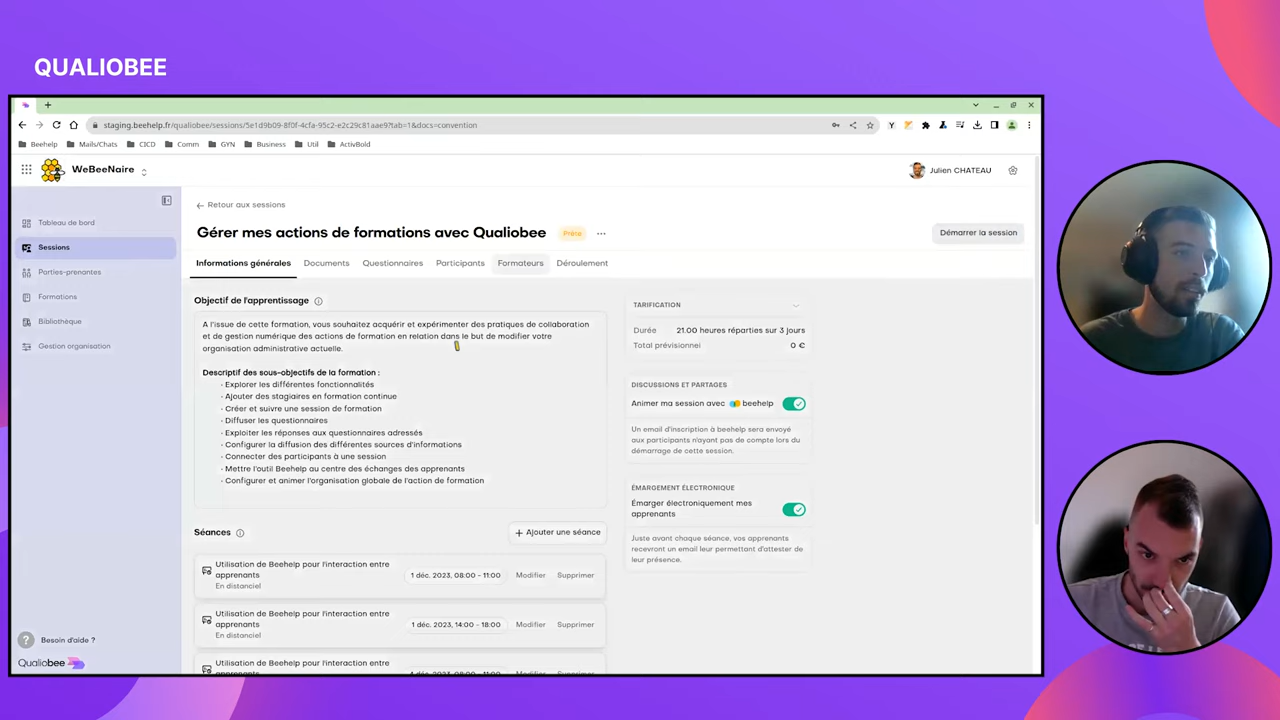 QUALIOBEE
staging.beehelp.fr/qualiobee/sessions/5e1d9b09-8f0f-4cfa-95c2-e2c29c81aae9?tab=1&docs=convention
Beehelp Mails/Chats CICD Comm GYN Business Util ActivBold
WeBeeNaire
Julien CHATEAU
Tableau de bord
Sessions
Parties-prenantes
Formations
Bibliothèque
Gestion organisation
Besoin d'aide ?
Qualiobee
Retour aux sessions
Gérer mes actions de formations avec Qualiobee
Prête
...
Démarrer la session
Informations générales Documents Questionnaires Participants Formateurs Déroulement
Objectif de l'apprentissage
A l'issue de cette formation, vous souhaitez acquérir et expérimenter des pratiques de collaboration
et de gestion numérique des actions de formation en relation dans le but de modifier votre
organisation administrative actuelle.
Descriptif des sous-objectifs de la formation :
- Explorer les différentes fonctionnalités
- Ajouter des stagiaires en formation continue
- Créer et suivre une session de formation
- Diffuser les questionnaires
- Exploiter les réponses aux questionnaires adressés
- Configurer la diffusion des différentes sources d'informations
- Connecter des participants à une session
- Mettre l'outil Beehelp au centre des échanges des apprenants
- Configurer et animer l'organisation globale de l'action de formation
Séances
+ Ajouter une séance
Utilisation de Beehelp pour l'interaction entre
apprenants
En distanciel
1 déc. 2023, 08:00 - 11:00 Modifier Supprimer
Utilisation de Beehelp pour l'interaction entre
apprenants
En distanciel
1 déc. 2023, 14:00 - 18:00 Modifier Supprimer
Utilisation de Beehelp pour l'interaction entre
apprenants
4 déc. 2023, 08:00 - 11:00 Modifier Supprimer
TARIFICATION
Durée 21.00 heures réparties sur 3 jours
Total prévisionnel 0 €
DISCUSSIONS ET PARTAGES
Animer ma session avec beehelp
Un email d'inscription à beehelp sera envoyé
aux participants n'ayant pas de compte lors du
démarrage de cette session.
ÉMARGEMENT ÉLECTRONIQUE
Émarger électroniquement mes
apprenants
Juste avant chaque séance, vos apprenants
recevront un email leur permettant d'attester de
leur présence.